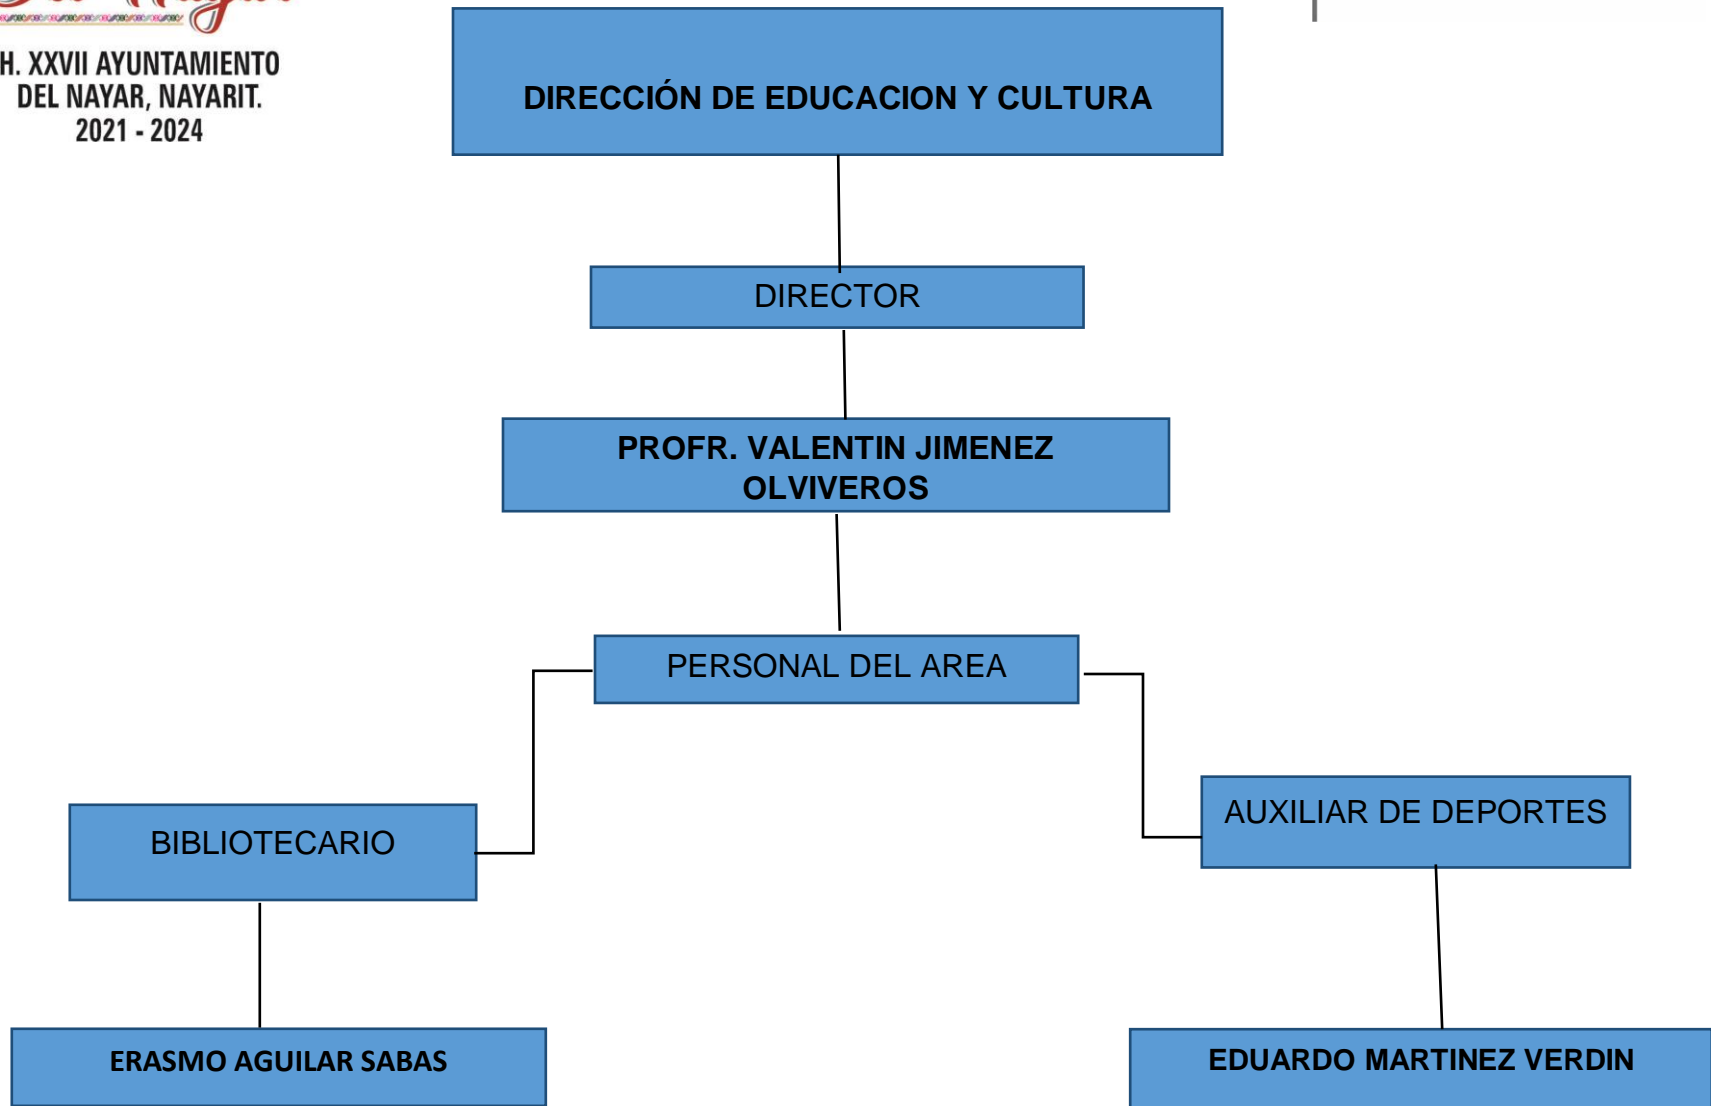 H. XXVII AYUNTAMIENTO
DEL NAYAR, NAYARIT.
2021 - 2024
DIRECCIÓN DE EDUCACION Y CULTURA
DIRECTOR
PROFR. VALENTIN JIMENEZ
OLVIVEROS
PERSONAL DEL AREA
BIBLIOTECARIO
AUXILIAR DE DEPORTES
ERASMO AGUILAR SABAS
EDUARDO MARTINEZ VERDIN